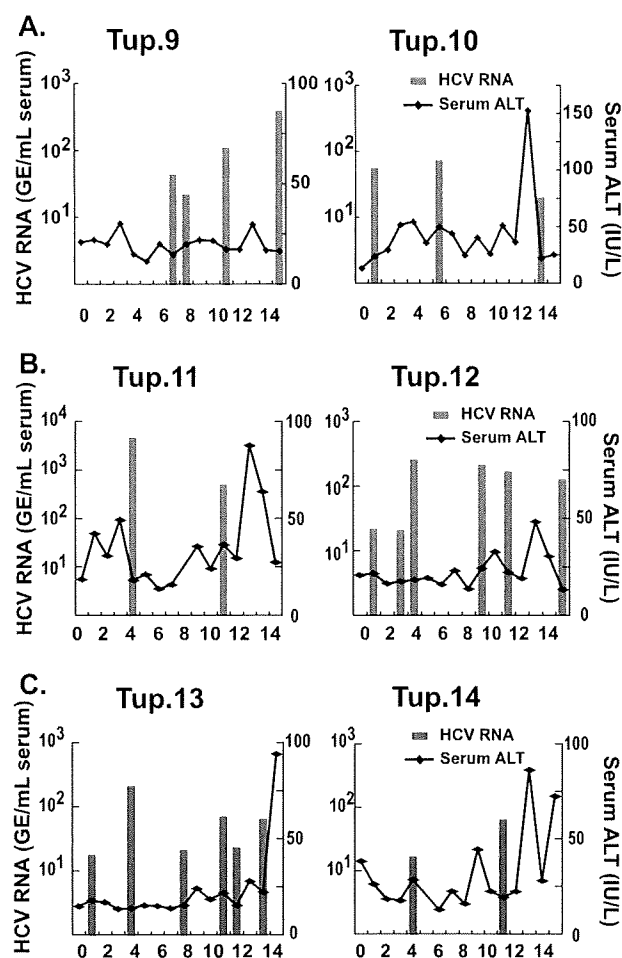 A.
Tup.9
Tup.10
HCV RNA (GE/mL serum)
10³
10²
10¹
100
50
0
0 2 4 6 8 10 12 14
10³
10²
10¹
HCV RNA
Serum ALT
150
100
50
0
Serum ALT (IU/L)
0 2 4 6 8 10 12 14
B.
Tup.11
Tup.12
HCV RNA (GE/mL serum)
10⁴
10³
10²
10¹
100
50
0
0 2 4 6 8 10 12 14
10³
10²
10¹
HCV RNA
Serum ALT
100
50
0
Serum ALT (IU/L)
0 2 4 6 8 10 12 14
C.
Tup.13
Tup.14
HCV RNA (GE/mL serum)
10³
10²
10¹
100
50
0
0 2 4 6 8 10 12 14
10³
10²
10¹
HCV RNA
Serum ALT
100
50
0
Serum ALT (IU/L)
0 2 4 6 8 10 12 14